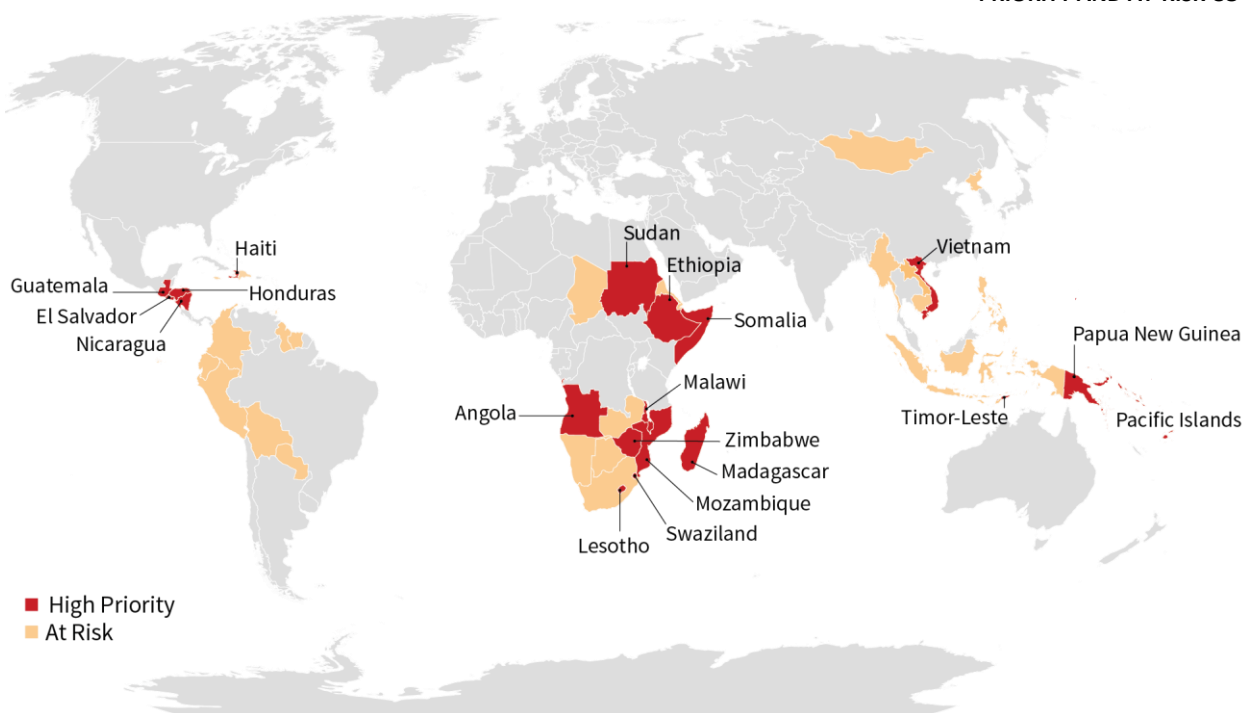 Haiti
Guatemala
Honduras
El Salvador
Nicaragua
Sudan
Ethiopia
Somalia
Malawi
Angola
Zimbabwe
Madagascar
Mozambique
Swaziland
Lesotho
Vietnam
Papua New Guinea
Timor-Leste
Pacific Islands
High Priority
At Risk